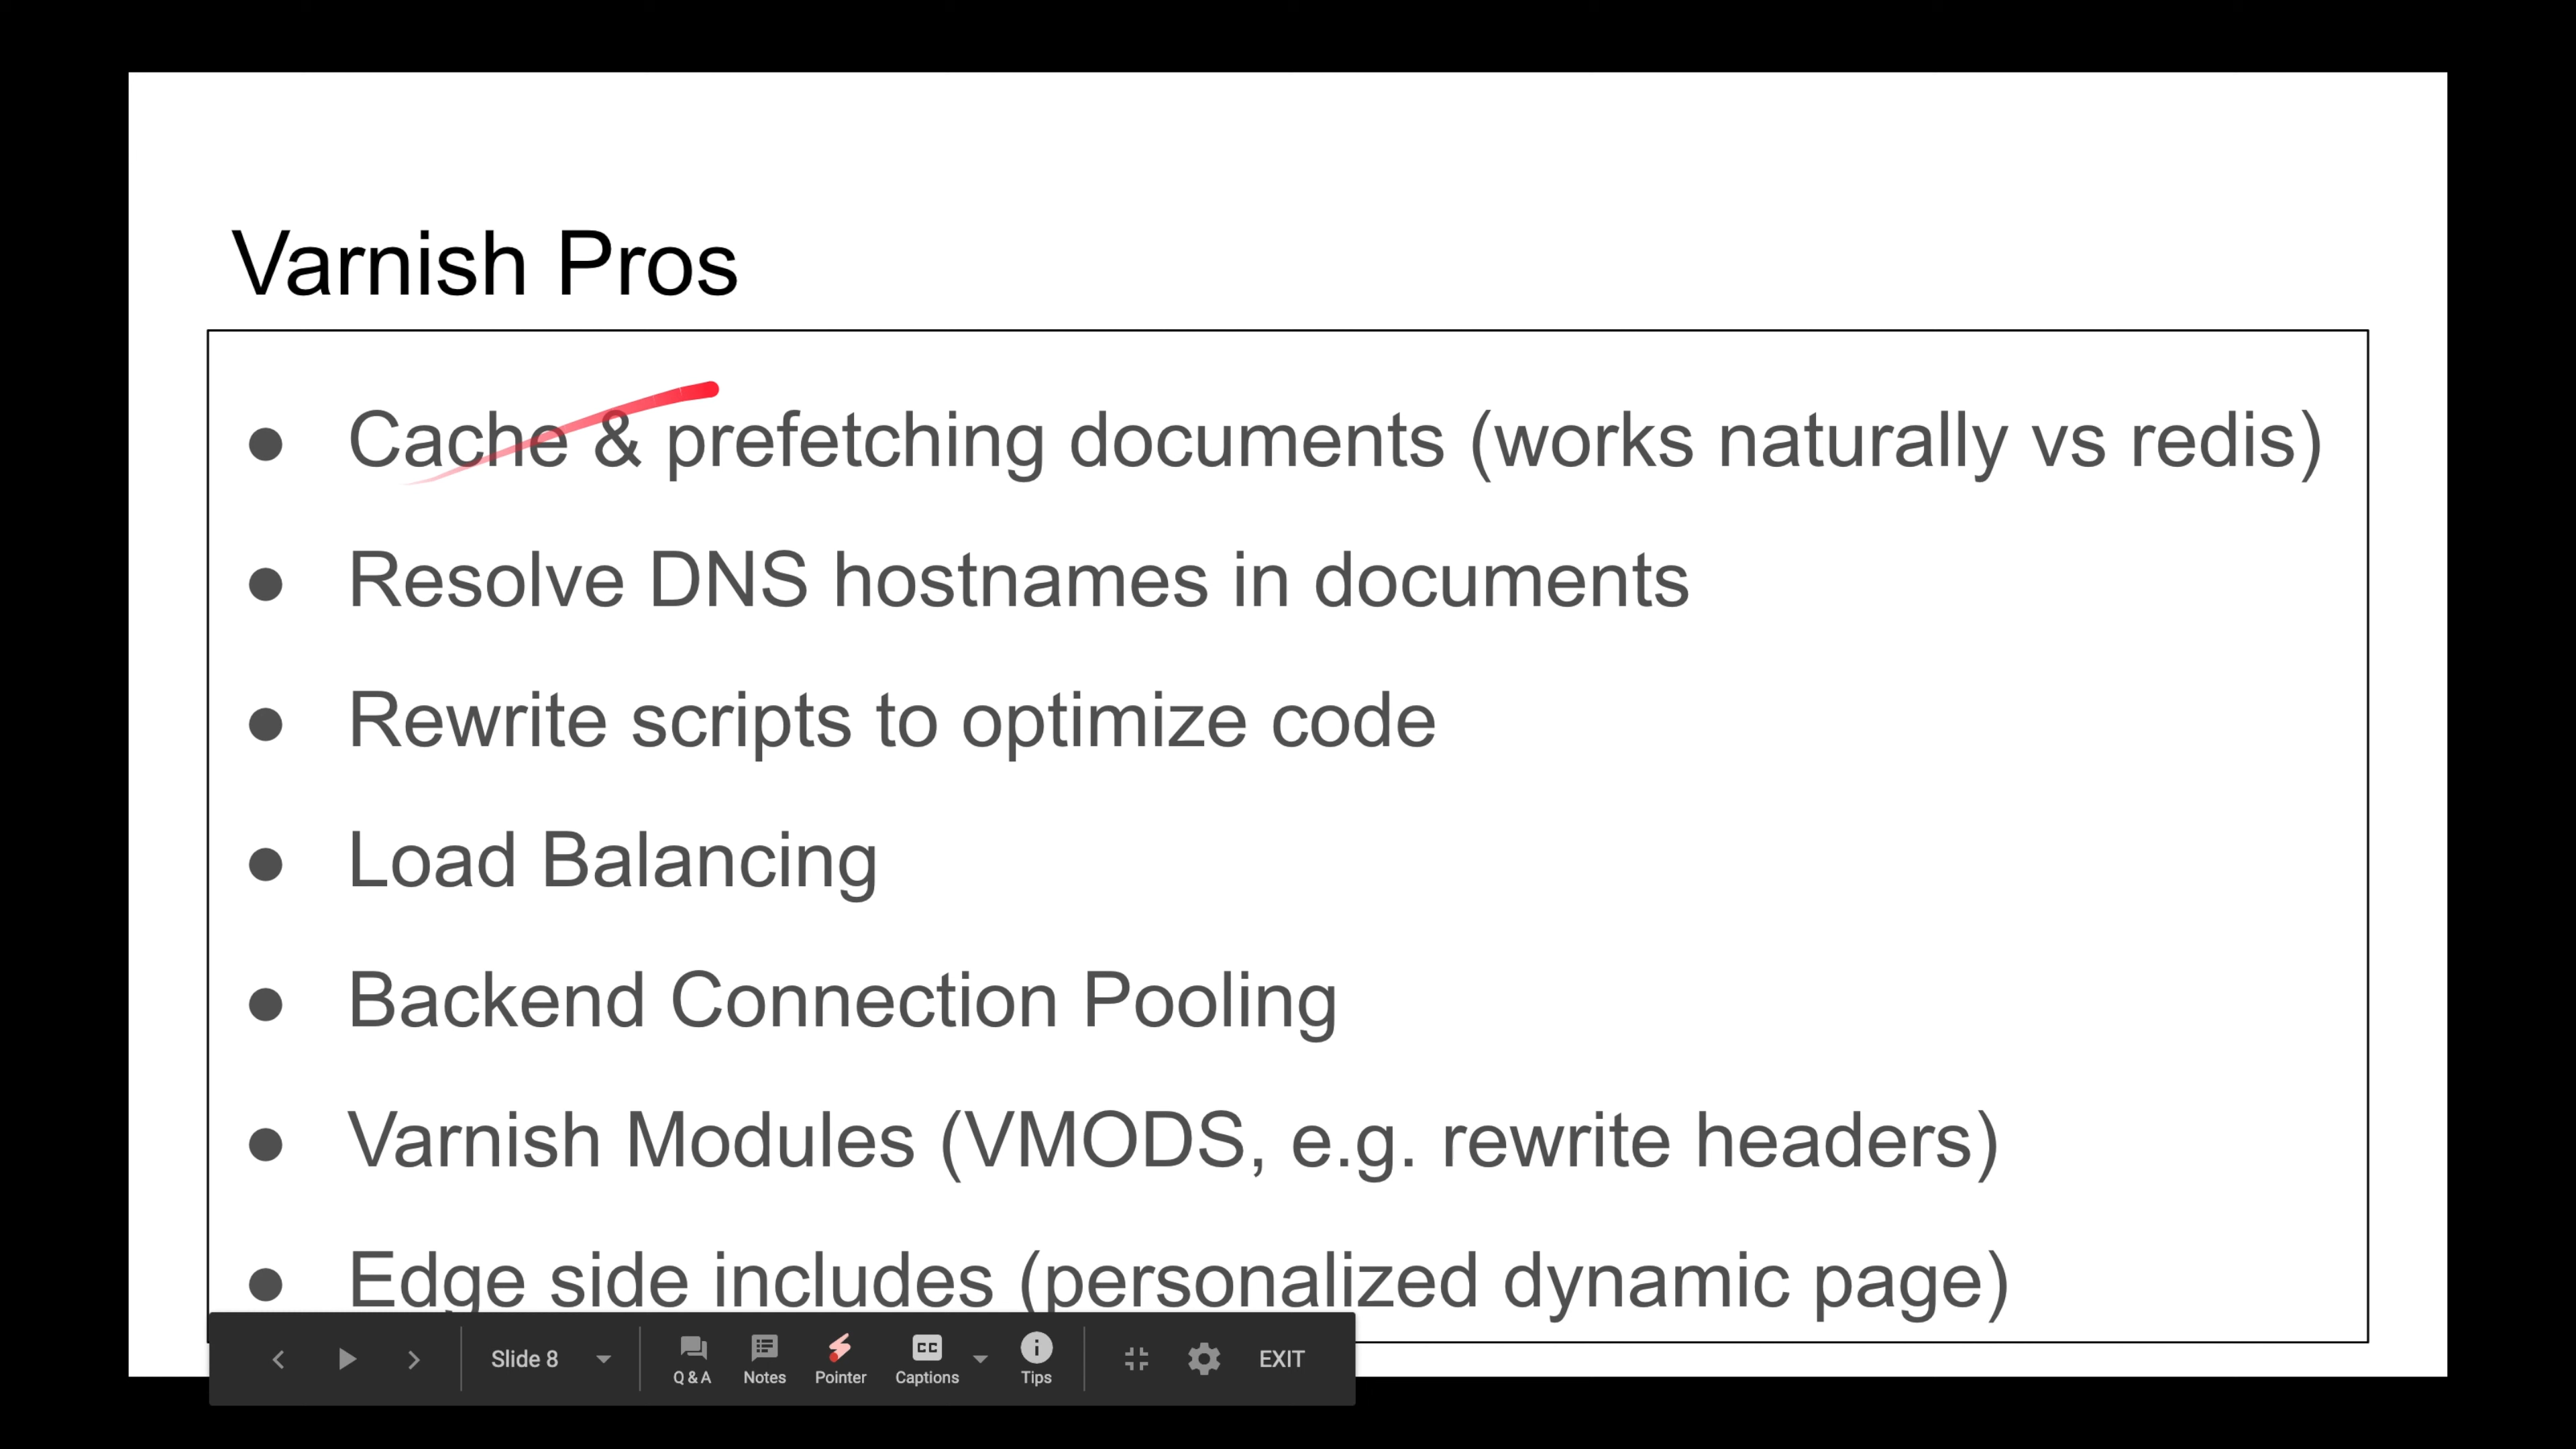 Varnish Pros
● Cache & prefetching documents (works naturally vs redis)
● Resolve DNS hostnames in documents
● Rewrite scripts to optimize code
● Load Balancing
● Backend Connection Pooling
● Varnish Modules (VMODS, e.g. rewrite headers)
● Edge side includes (personalized dynamic page)
Slide 8 Q & A Notes Pointer CC Captions Tips EXIT